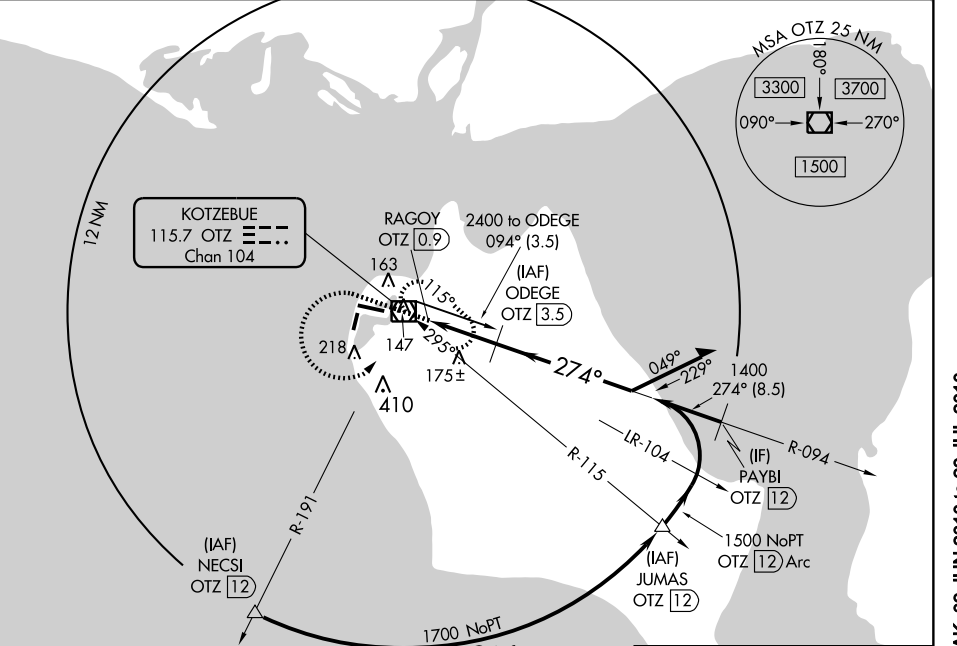 MSA OTZ 25 NM
180°
3300
3700
090°
270°
1500
12 NM
KOTZEBUE
115.7 OTZ
Chan 104
RAGOY
OTZ 0.9
2400 to ODEGE
094° (3.5)
(IAF)
ODEGE
OTZ 3.5
163
115°
147
295°
218
175±
410
274°
049°
229°
1400
274° (8.5)
LR-104
R-094
(IF)
PAYBI
OTZ 12
R-115
R-191
1500 NoPT
OTZ 12 Arc
(IAF)
NECSI
OTZ 12
(IAF)
JUMAS
OTZ 12
1700 NoPT